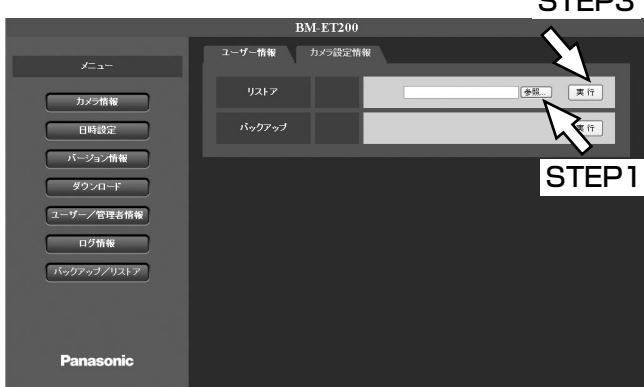 STEP3
BM-ET200
メニュー
カメラ情報
日時設定
バージョン情報
ダウンロード
ユーザー／管理者情報
ログ情報
バックアップ／リストア
Panasonic
ユーザー情報
カメラ設定情報
リストア
参照...
実行
バックアップ
実行
STEP1